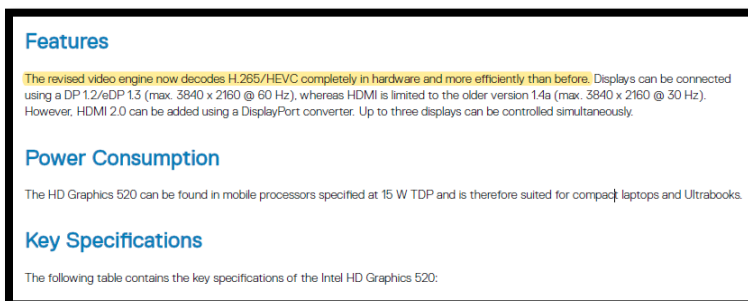 Features
The revised video engine now decodes H.265/HEVC completely in hardware and more efficiently than before. Displays can be connected
using a DP 1.2/eDP 1.3 (max. 3840 x 2160 @ 60 Hz), whereas HDMI is limited to the older version 1.4a (max. 3840 x 2160 @ 30 Hz).
However, HDMI 2.0 can be added using a DisplayPort converter. Up to three displays can be controlled simultaneously.
Power Consumption
The HD Graphics 520 can be found in mobile processors specified at 15 W TDP and is therefore suited for compact laptops and Ultrabooks.
Key Specifications
The following table contains the key specifications of the Intel HD Graphics 520: